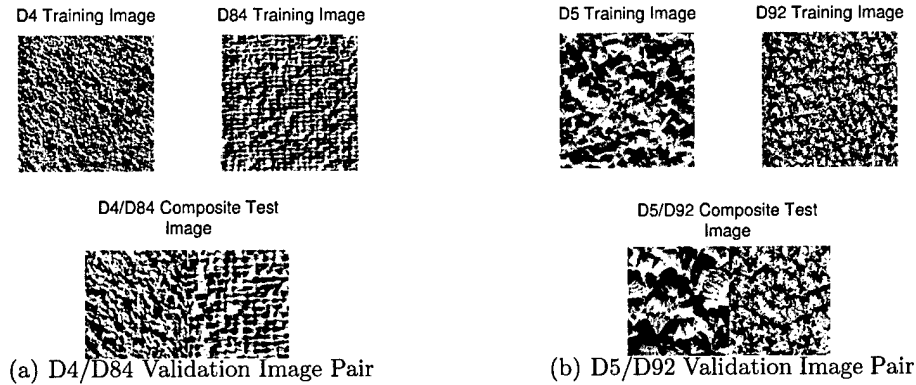 D4 Training Image
D84 Training Image
D4/D84 Composite Test
Image
(a) D4/D84 Validation Image Pair
D5 Training Image
D92 Training Image
D5/D92 Composite Test
Image
(b) D5/D92 Validation Image Pair